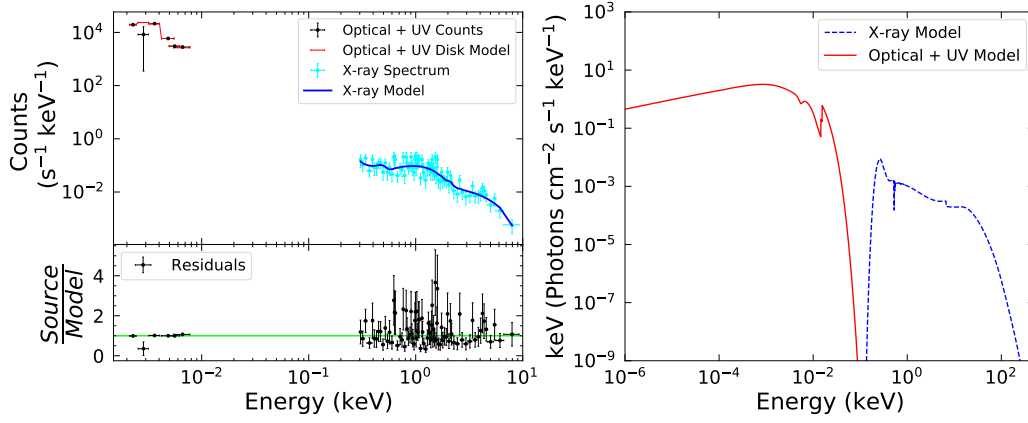 Counts
(s⁻¹ keV⁻¹)
10⁴
10²
10⁰
10⁻²
Optical + UV Counts
Optical + UV Disk Model
X-ray Spectrum
X-ray Model
Source
Model
4
2
0
Residuals
10⁻²
10⁻¹
10⁰
10¹
Energy (keV)
keV (Photons cm⁻² s⁻¹ keV⁻¹)
10³
10¹
10⁻¹
10⁻³
10⁻⁵
10⁻⁷
10⁻⁹
X-ray Model
Optical + UV Model
10⁻⁶
10⁻⁴
10⁻²
10⁰
10²
Energy (keV)